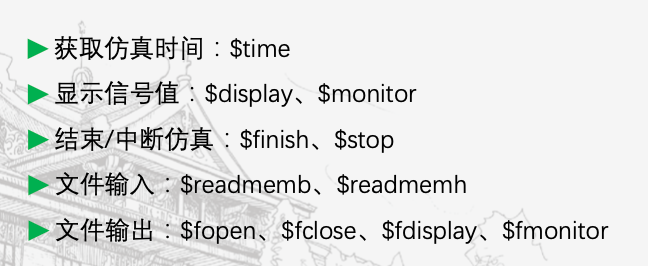 获取仿真时间：$time
显示信号值：$display、$monitor
结束/中断仿真：$finish、$stop
文件输入：$readmemb、$readmemh
文件输出：$fopen、$fclose、$fdisplay、$fmonitor